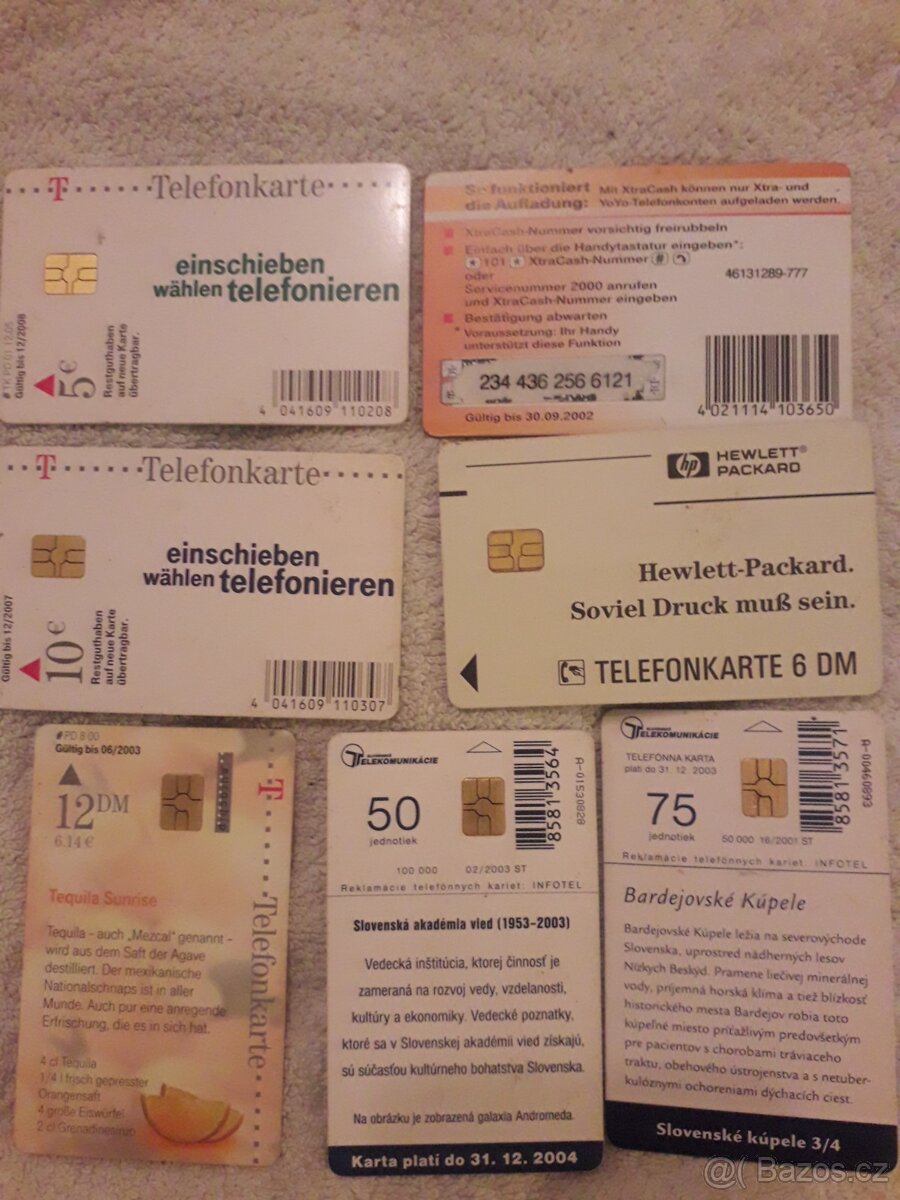 T Telefonkarte
einschieben
wählen telefonieren
5 €
Restguthaben
auf neue Karte
übertragbar.
Gültig bis 12/2008
4 041609 110208
So funktioniert
die Aufladung:
Mit XtraCash können nur Xtra- und
YoYo-Telefonkonten aufgeladen werden.
XtraCash-Nummer vorsichtig freirubbeln
Einfach über die Handytastatur eingeben*:
* 101 * XtraCash-Nummer #
oder
Servicenummer 2000 anrufen
und XtraCash-Nummer eingeben
Bestätigung abwarten
* Voraussetzung: Ihr Handy
unterstützt diese Funktion
46131289-777
234 436 256 6121
Gültig bis 30.09.2002
4 021114 103650
T Telefonkarte
einschieben
wählen telefonieren
10 €
Restguthaben
auf neue Karte
übertragbar.
Gültig bis 12/2007
4 041609 110307
hp HEWLETT®
PACKARD
Hewlett-Packard.
Soviel Druck muß sein.
TELEFONKARTE 6 DM
#PD 8 00
Gültig bis 06/2003
12 DM
6.14 €
T Telefonkarte
Tequila Sunrise
Tequila - auch „Mezcal" genannt -
wird aus dem Saft der Agave
destilliert. Der mexikanische
Nationalschnaps ist in aller
Munde. Auch pur eine anregende
Erfrischung, die es in sich hat.
4 cl Tequila
1/4 l frisch gepresster
Orangensaft
4 große Eiswürfel
2 cl Grenadinesirup
SLOVENSKÉ
TELEKOMUNIKÁCIE
50
jednotiek
8581 3564
A-01530828
100 000 02/2003 ST
Reklamácie telefónnych kariet: INFOTEL
Slovenská akadémia vied (1953-2003)
Vedecká inštitúcia, ktorej činnosť je
zameraná na rozvoj vedy, vzdelanosti,
kultúry a ekonomiky. Vedecké poznatky,
ktoré sa v Slovenskej akadémii vied získajú,
sú súčasťou kultúrneho bohatstva Slovenska.
Na obrázku je zobrazená galaxia Andromeda.
Karta platí do 31. 12. 2004
SLOVENSKÉ
TELEKOMUNIKÁCIE
TELEFÓNNA KARTA
platí do 31. 12. 2003
75
jednotiek
8581 3571
A-00460893
50 000 16/2001 ST
Reklamácie telefónnych kariet: INFOTEL
Bardejovské Kúpele
Bardejovské Kúpele ležia na severovýchode
Slovenska, uprostred nádherných lesov
Nízkych Beskýd. Pramene liečivej minerálnej
vody, príjemná horská klíma a tiež blízkosť
historického mesta Bardejov robia toto
kúpeľné miesto príťažlivým predovšetkým
pre pacientov s chorobami tráviaceho
traktu, obehového ústrojenstva a s netuber-
kulóznymi ochoreniami dýchacích ciest.
Slovenské kúpele 3/4
@( Bazos.cz